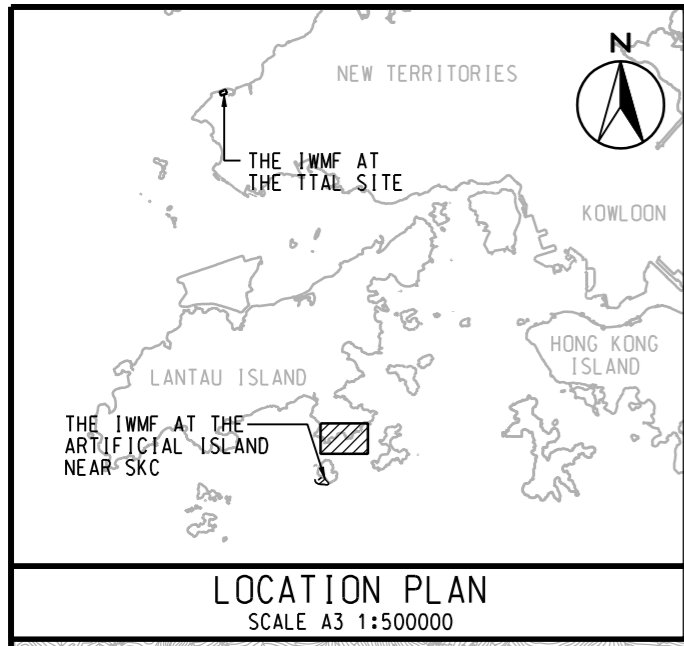 N
NEW TERRITORIES
THE IWMF AT
THE TTAL SITE
KOWLOON
HONG KONG
ISLAND
LANTAU ISLAND
THE IWMF AT THE
ARTIFICIAL ISLAND
NEAR SKC
LOCATION PLAN
SCALE A3 1:500000